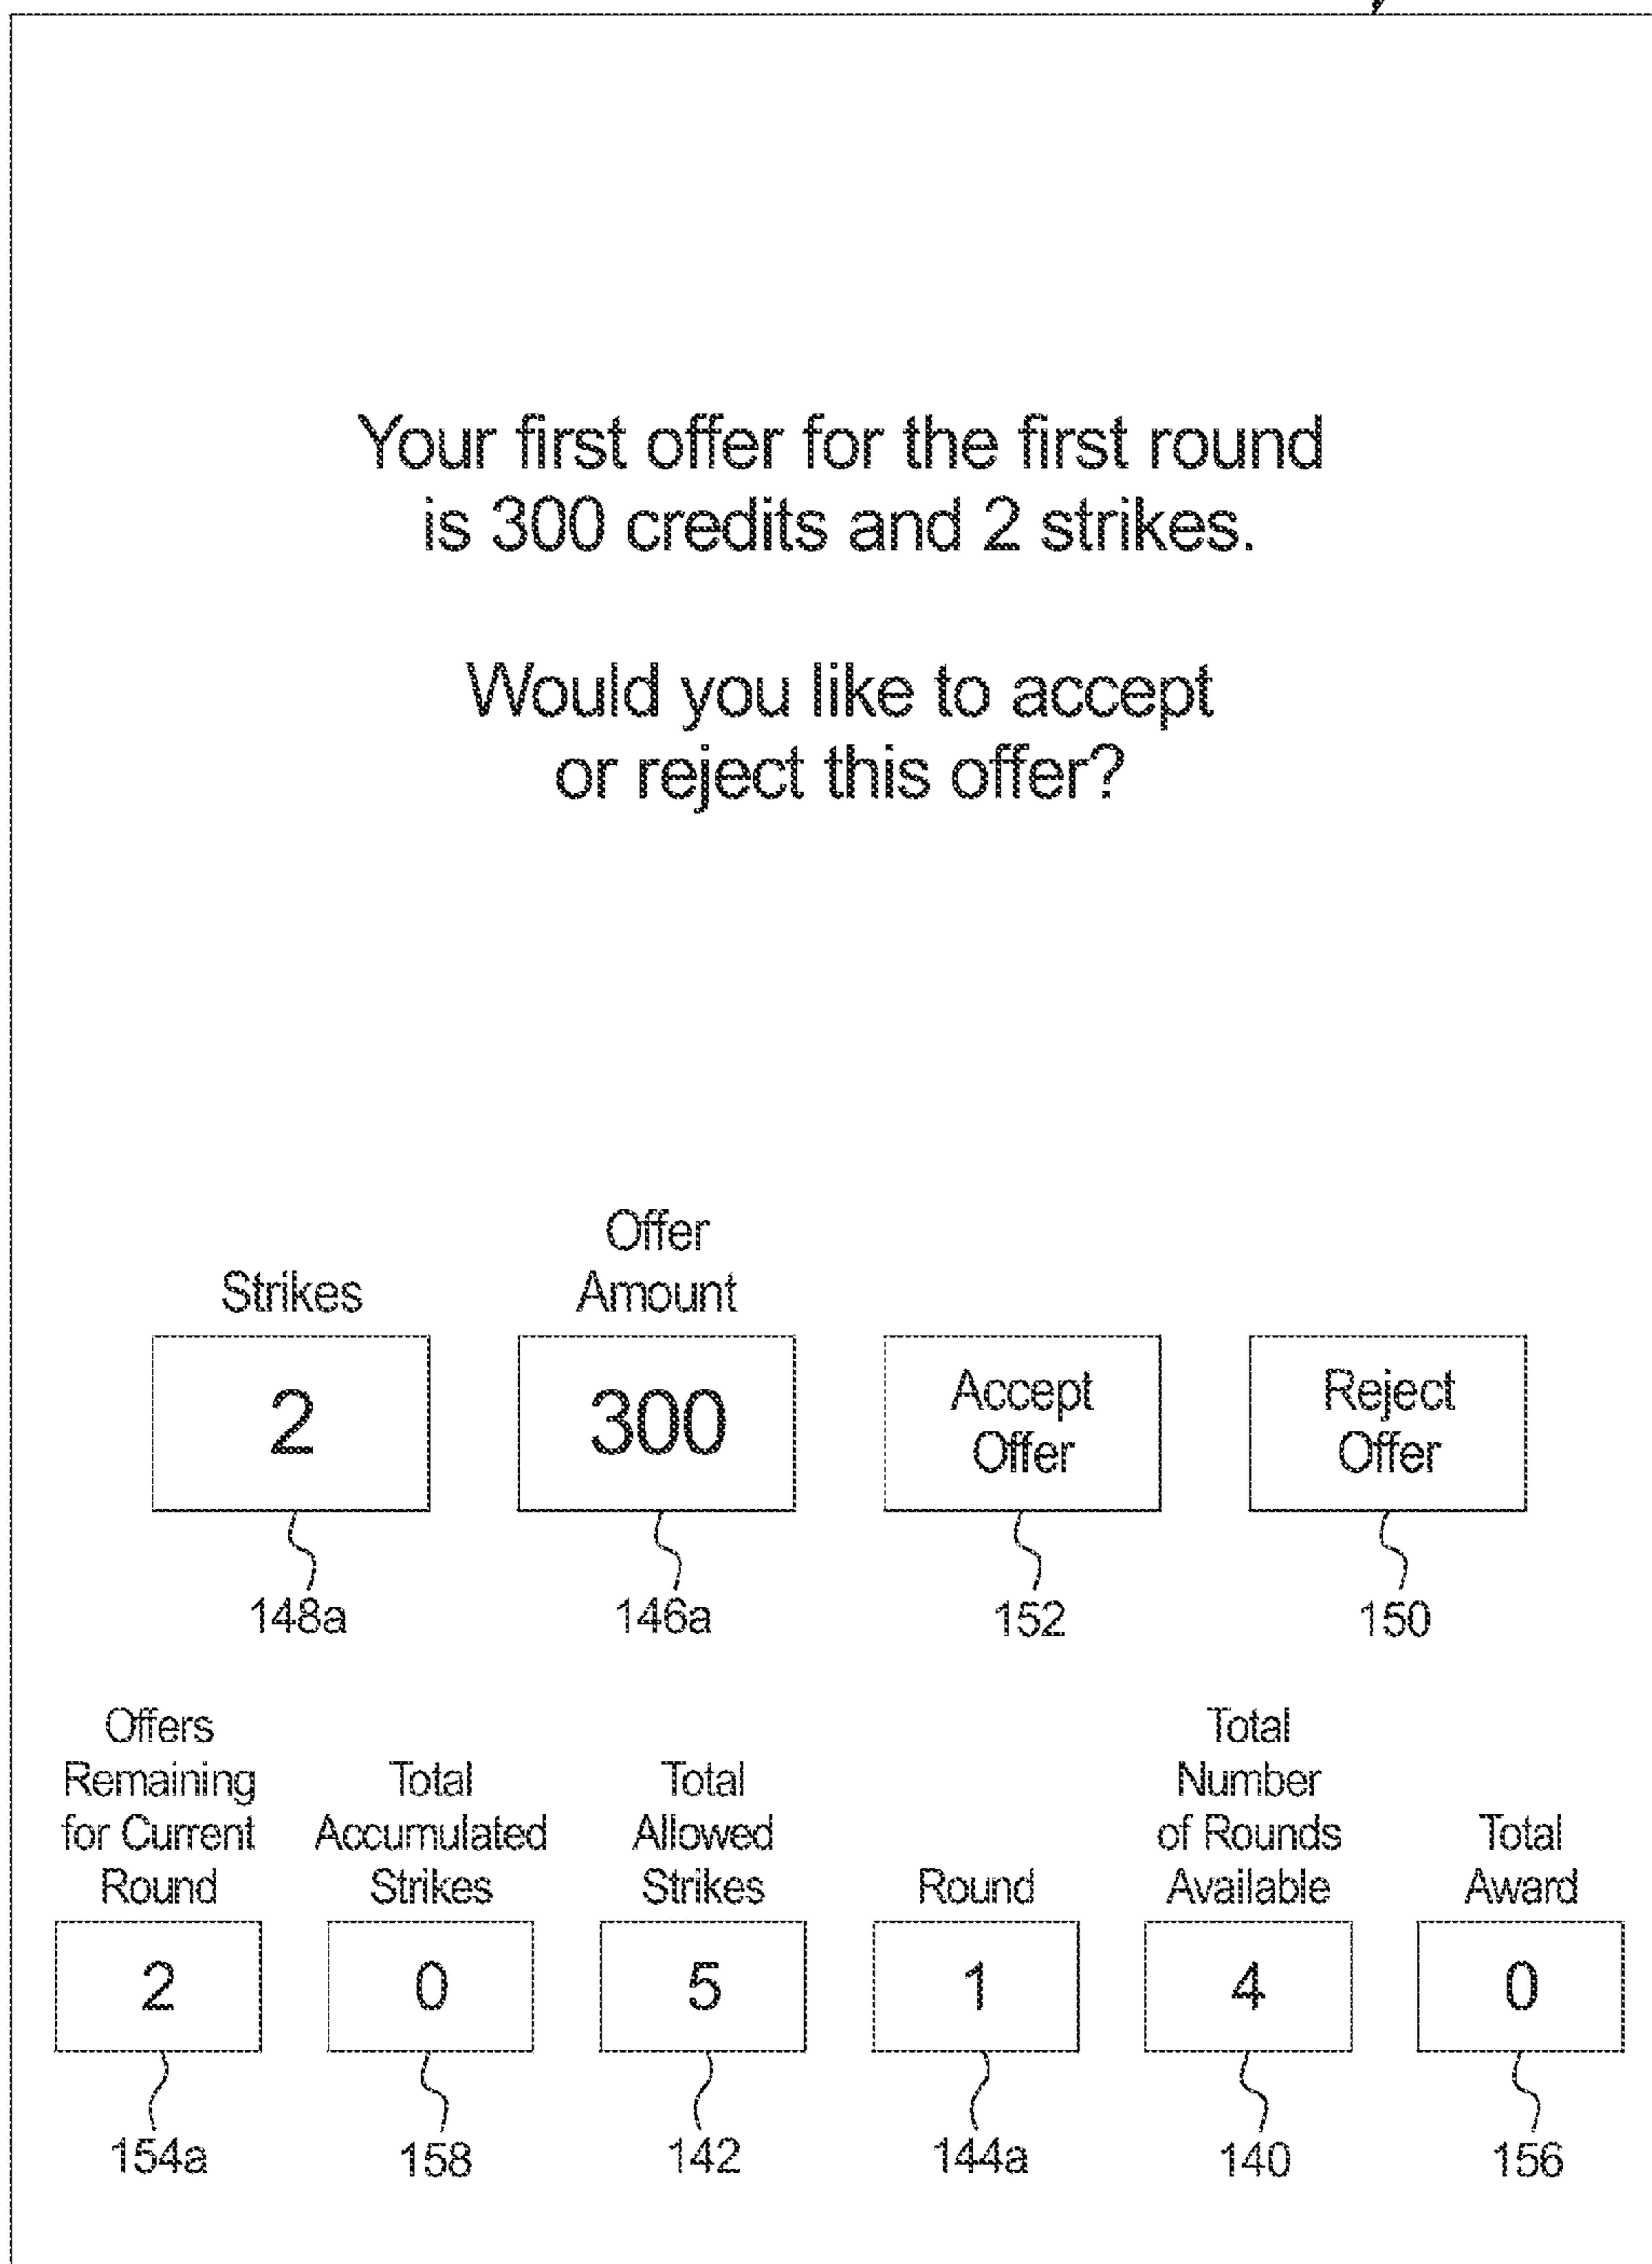 Your first offer for the first round
is 300 credits and 2 strikes.
Would you like to accept
or reject this offer?
Strikes
Offer
Amount
2
300
Accept
Offer
Reject
Offer
148a
146a
152
150
Offers
Remaining
for Current
Round
Total
Accumulated
Strikes
Total
Allowed
Strikes
Round
Total
Number
of Rounds
Available
Total
Award
2
0
5
1
4
0
154a
158
142
144a
140
156